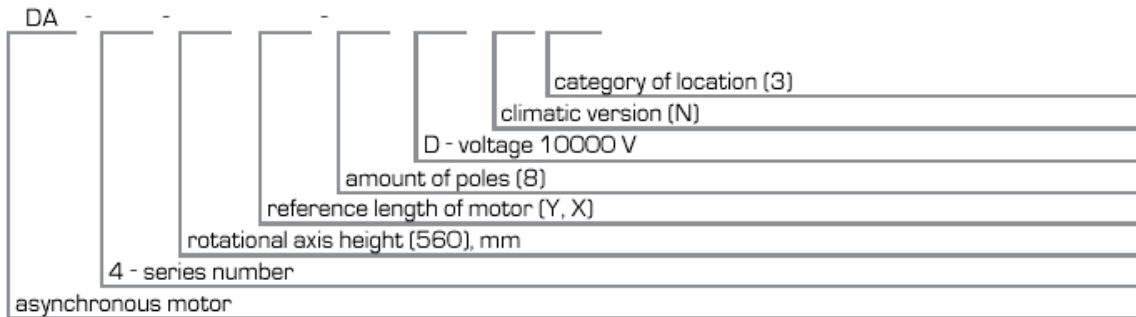 DA - - -
category of location (3)
climatic version (N)
D - voltage 10000 V
amount of poles (8)
reference length of motor (Y, X)
rotational axis height (560), mm
4 - series number
asynchronous motor